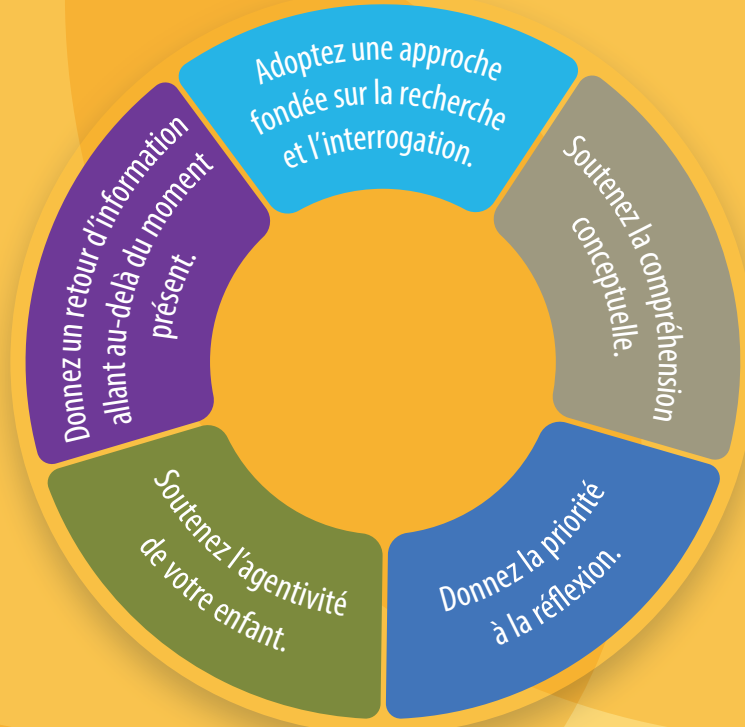 Adoptez une approche
fondée sur la recherche
et l'interrogation.
Soutenez la compréhension
conceptuelle.
Donnez la priorité
à la réflexion.
Soutenez l'agentivité
de votre enfant.
Donnez un retour d'information
allant au-delà du moment
présent.